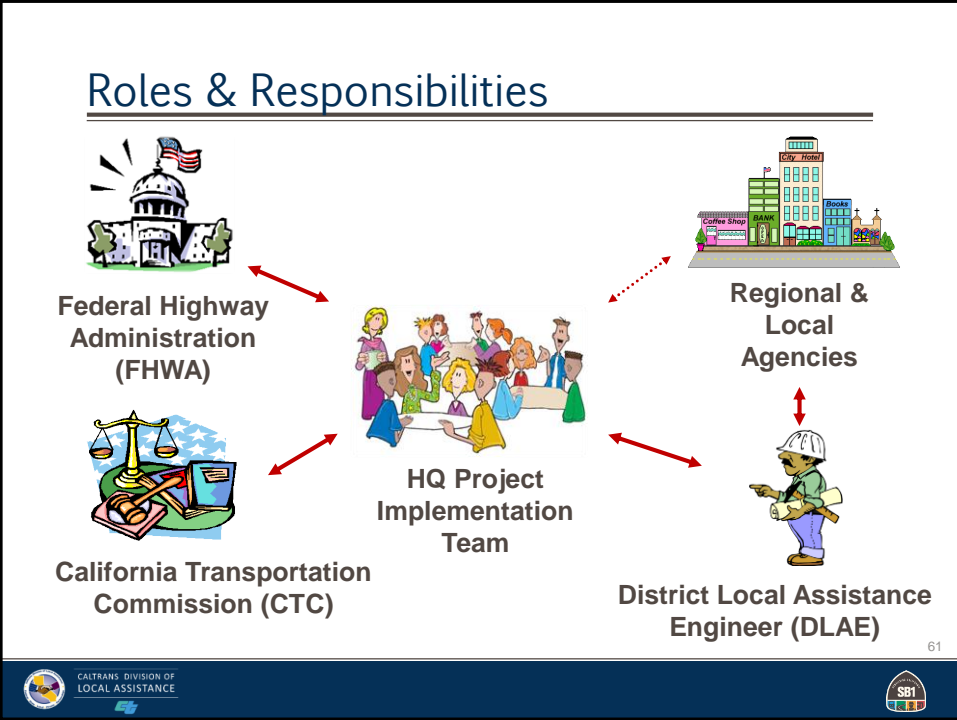 Roles & Responsibilities
City Hotel
Books
Coffee Shop
BANK
Federal Highway
Administration
(FHWA)
Regional &
Local
Agencies
HQ Project
Implementation
Team
California Transportation
Commission (CTC)
District Local Assistance
Engineer (DLAE)
61
CALTRANS DIVISION OF
LOCAL ASSISTANCE
SB1